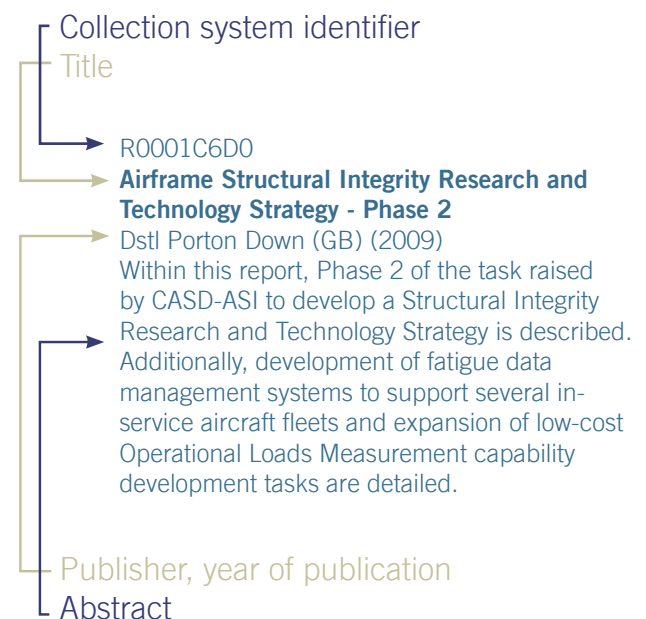 Collection system identifier
Title
R0001C6D0
Airframe Structural Integrity Research and
Technology Strategy - Phase 2
Dstl Porton Down (GB) (2009)
Within this report, Phase 2 of the task raised
by CASD-ASI to develop a Structural Integrity
Research and Technology Strategy is described.
Additionally, development of fatigue data
management systems to support several in-
service aircraft fleets and expansion of low-cost
Operational Loads Measurement capability
development tasks are detailed.
Publisher, year of publication
Abstract